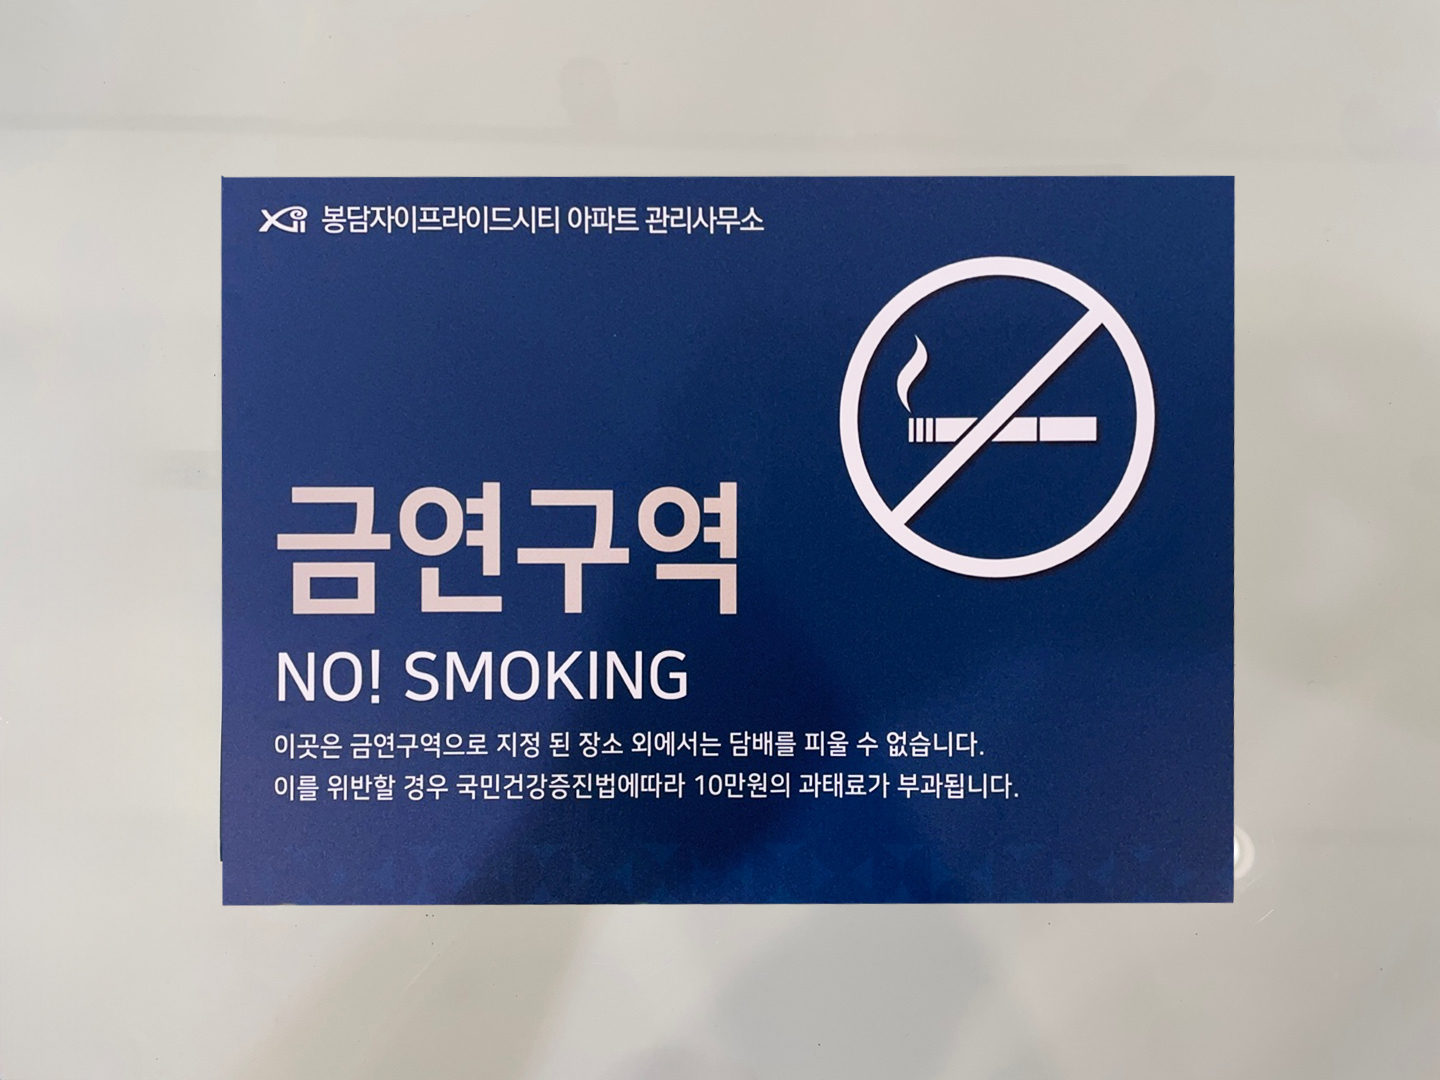 Xi 봉담자이프라이드시티 아파트 관리사무소
금연구역
NO! SMOKING
이곳은 금연구역으로 지정 된 장소 외에서는 담배를 피울 수 없습니다.
이를 위반할 경우 국민건강증진법에따라 10만원의 과태료가 부과됩니다.